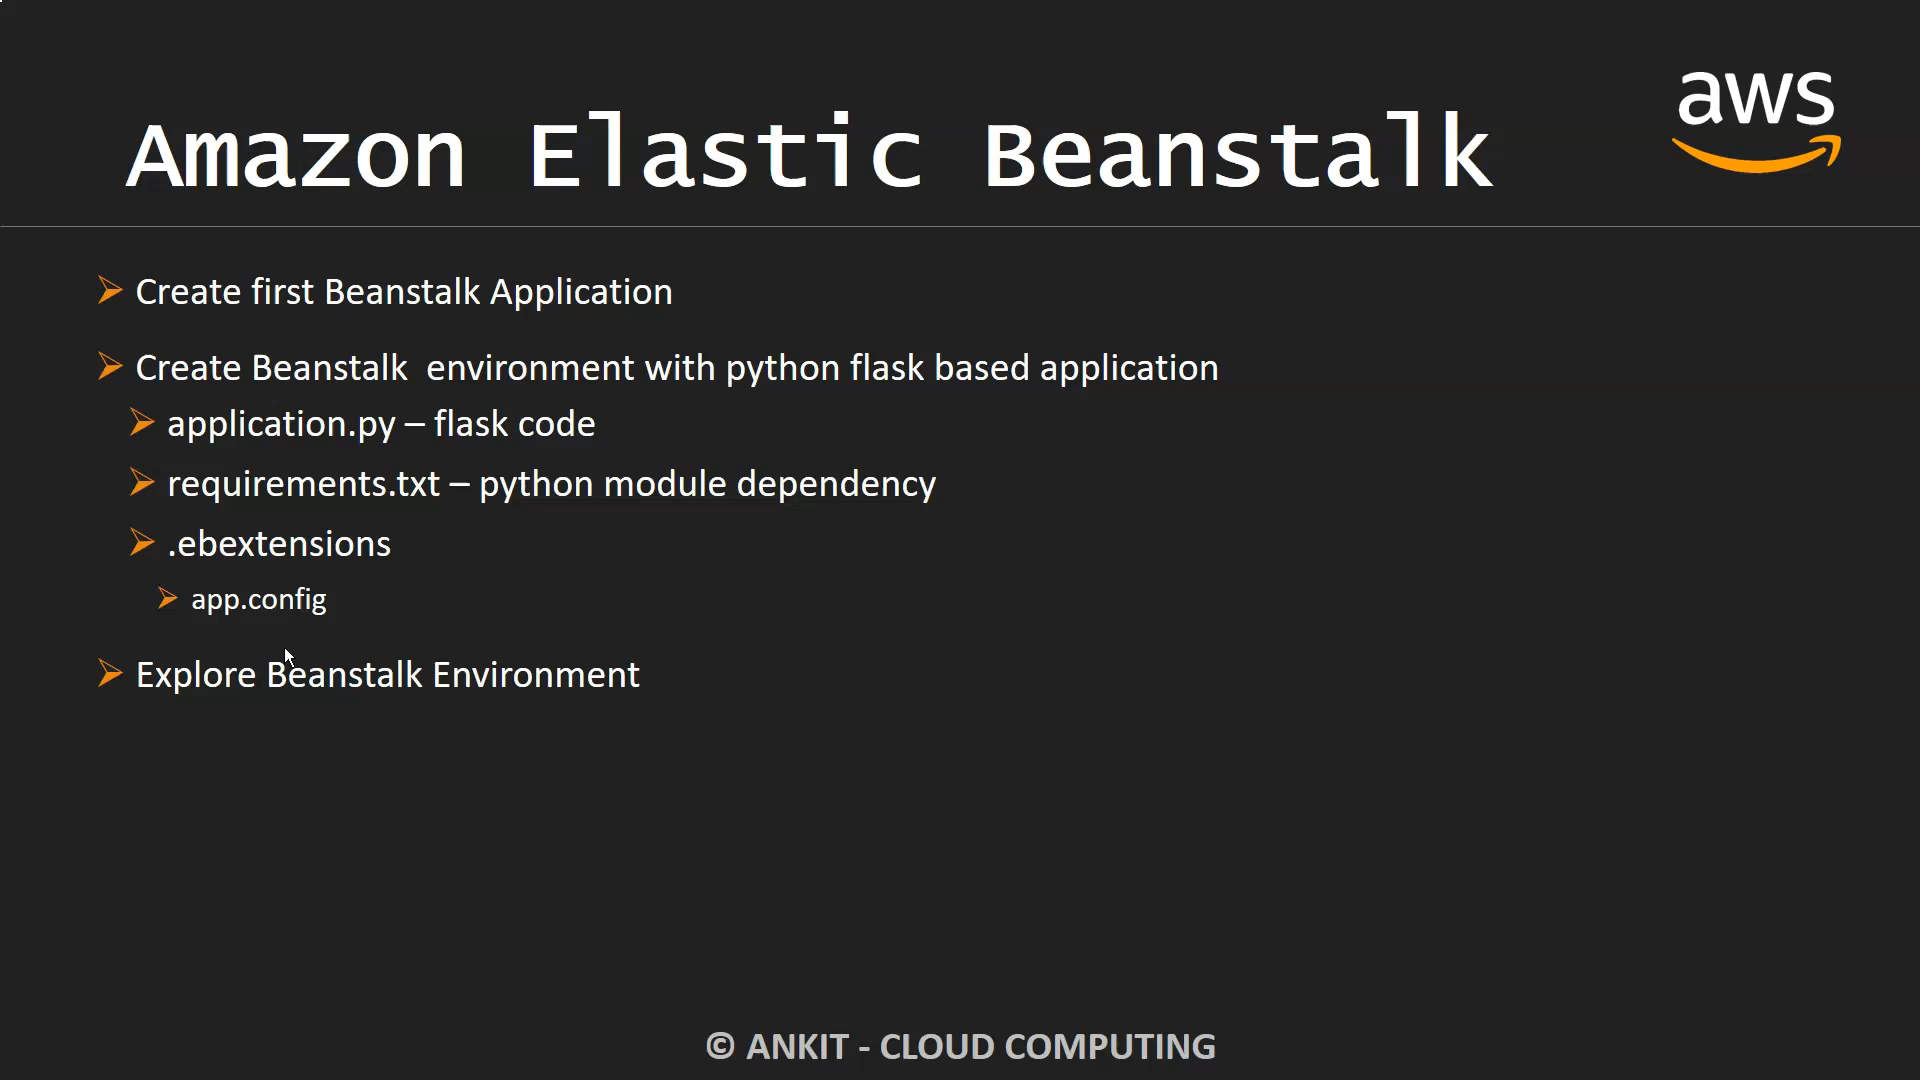 aws
Amazon Elastic Beanstalk
Create first Beanstalk Application
Create Beanstalk  environment with python flask based application
application.py – flask code
requirements.txt – python module dependency
.ebextensions
app.config
Explore Beanstalk Environment
© ANKIT - CLOUD COMPUTING